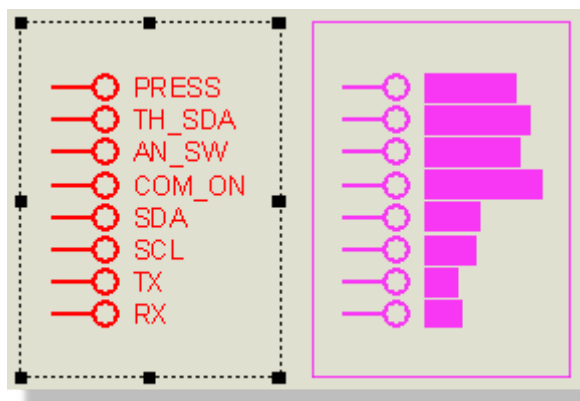 PRESS
TH_SDA
AN_SW
COM_ON
SDA
SCL
TX
RX